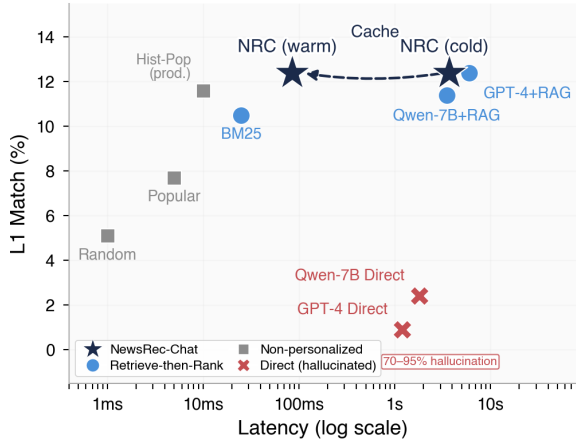 14
12
10
8
6
4
2
0
L1 Match (%)
NRC (warm)
Cache
NRC (cold)
Hist-Pop
(prod.)
GPT-4+RAG
Qwen-7B+RAG
BM25
Popular
Random
Qwen-7B Direct
GPT-4 Direct
70–95% hallucination
NewsRec-Chat
Retrieve-then-Rank
Non-personalized
Direct (hallucinated)
1ms
10ms
100ms
1s
10s
Latency (log scale)